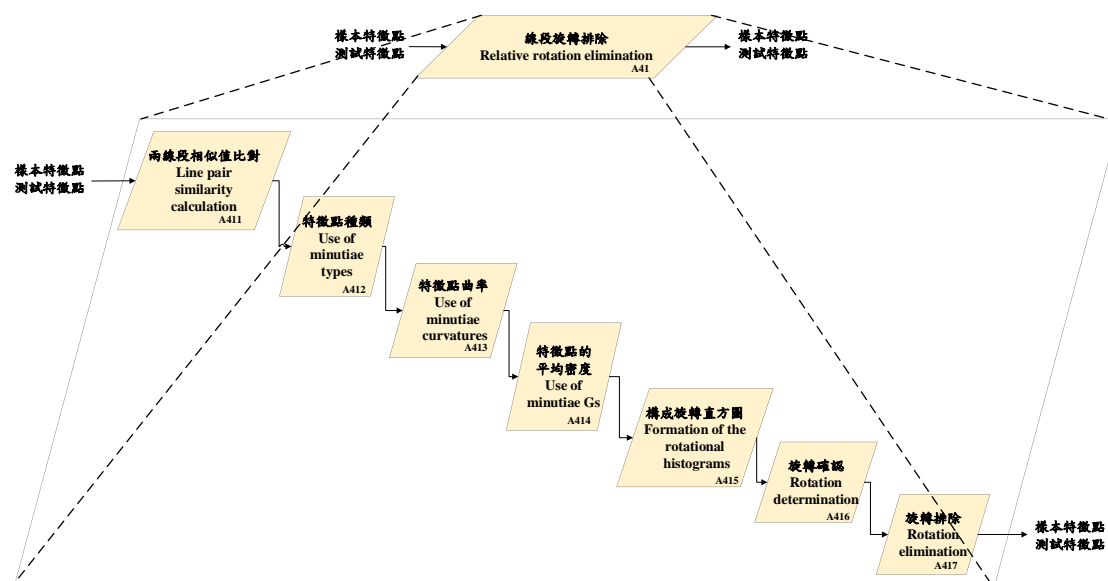 樣本特徵點
測試特徵點
線段旋轉排除
Relative rotation elimination
A41
樣本特徵點
測試特徵點
樣本特徵點
測試特徵點
兩線段相似值比對
Line pair
similarity
calculation
A411
特徵點種類
Use of
minutiae
types
A412
特徵點曲率
Use of
minutiae
curvatures
A413
特徵點的
平均密度
Use of
minutiae Gs
A414
構成旋轉直方圖
Formation of the
rotational
histograms
A415
旋轉確認
Rotation
determination
A416
旋轉排除
Rotation
elimination
A417
樣本特徵點
測試特徵點